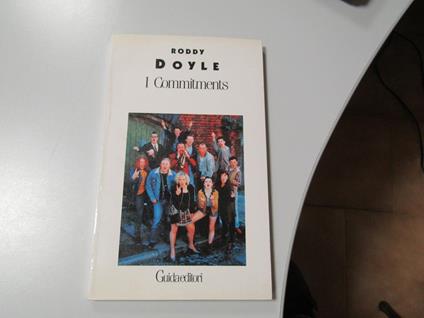 RODDY
DOYLE
I Commitments
Guida editori